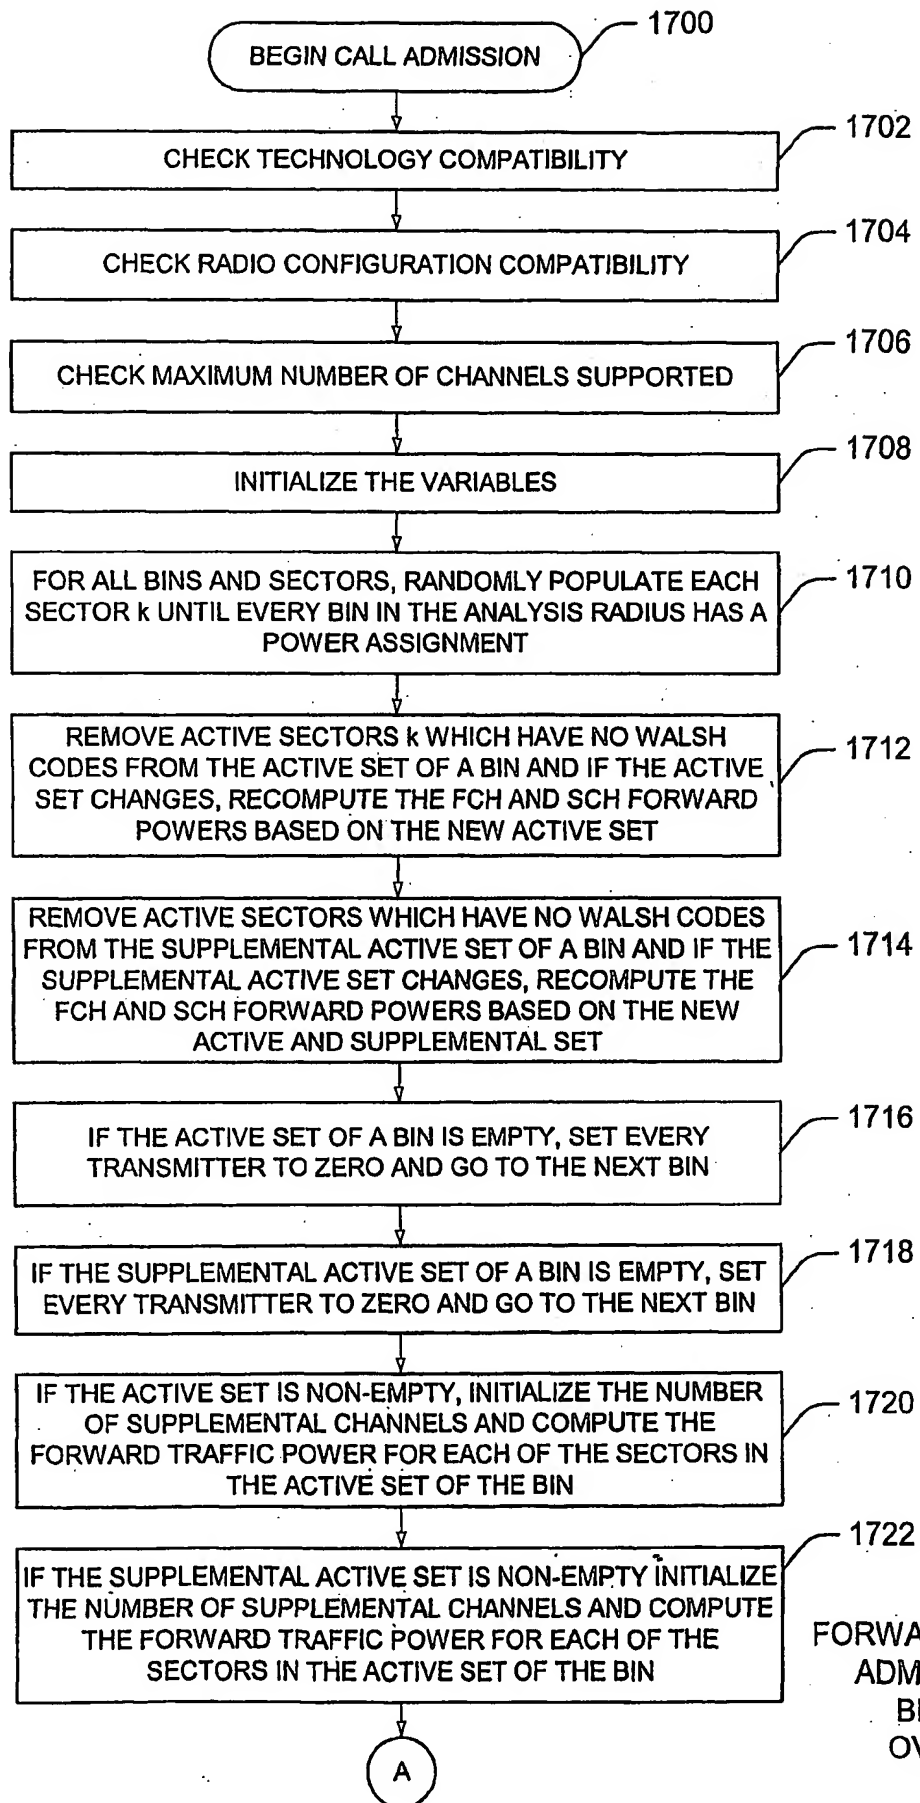 1700
BEGIN CALL ADMISSION
1702
CHECK TECHNOLOGY COMPATIBILITY
1704
CHECK RADIO CONFIGURATION COMPATIBILITY
1706
CHECK MAXIMUM NUMBER OF CHANNELS SUPPORTED
1708
INITIALIZE THE VARIABLES
1710
FOR ALL BINS AND SECTORS, RANDOMLY POPULATE EACH
SECTOR k UNTIL EVERY BIN IN THE ANALYSIS RADIUS HAS A
POWER ASSIGNMENT
1712
REMOVE ACTIVE SECTORS k WHICH HAVE NO WALSH
CODES FROM THE ACTIVE SET OF A BIN AND IF THE ACTIVE
SET CHANGES, RECOMPUTE THE FCH AND SCH FORWARD
POWERS BASED ON THE NEW ACTIVE SET
1714
REMOVE ACTIVE SECTORS WHICH HAVE NO WALSH CODES
FROM THE SUPPLEMENTAL ACTIVE SET OF A BIN AND IF THE
SUPPLEMENTAL ACTIVE SET CHANGES, RECOMPUTE THE
FCH AND SCH FORWARD POWERS BASED ON THE NEW
ACTIVE AND SUPPLEMENTAL SET
1716
IF THE ACTIVE SET OF A BIN IS EMPTY, SET EVERY
TRANSMITTER TO ZERO AND GO TO THE NEXT BIN
1718
IF THE SUPPLEMENTAL ACTIVE SET OF A BIN IS EMPTY, SET
EVERY TRANSMITTER TO ZERO AND GO TO THE NEXT BIN
1720
IF THE ACTIVE SET IS NON-EMPTY, INITIALIZE THE NUMBER
OF SUPPLEMENTAL CHANNELS AND COMPUTE THE
FORWARD TRAFFIC POWER FOR EACH OF THE SECTORS IN
THE ACTIVE SET OF THE BIN
1722
IF THE SUPPLEMENTAL ACTIVE SET IS NON-EMPTY INITIALIZE
THE NUMBER OF SUPPLEMENTAL CHANNELS AND COMPUTE
THE FORWARD TRAFFIC POWER FOR EACH OF THE
SECTORS IN THE ACTIVE SET OF THE BIN
FORWA
ADM
BI
OV
A